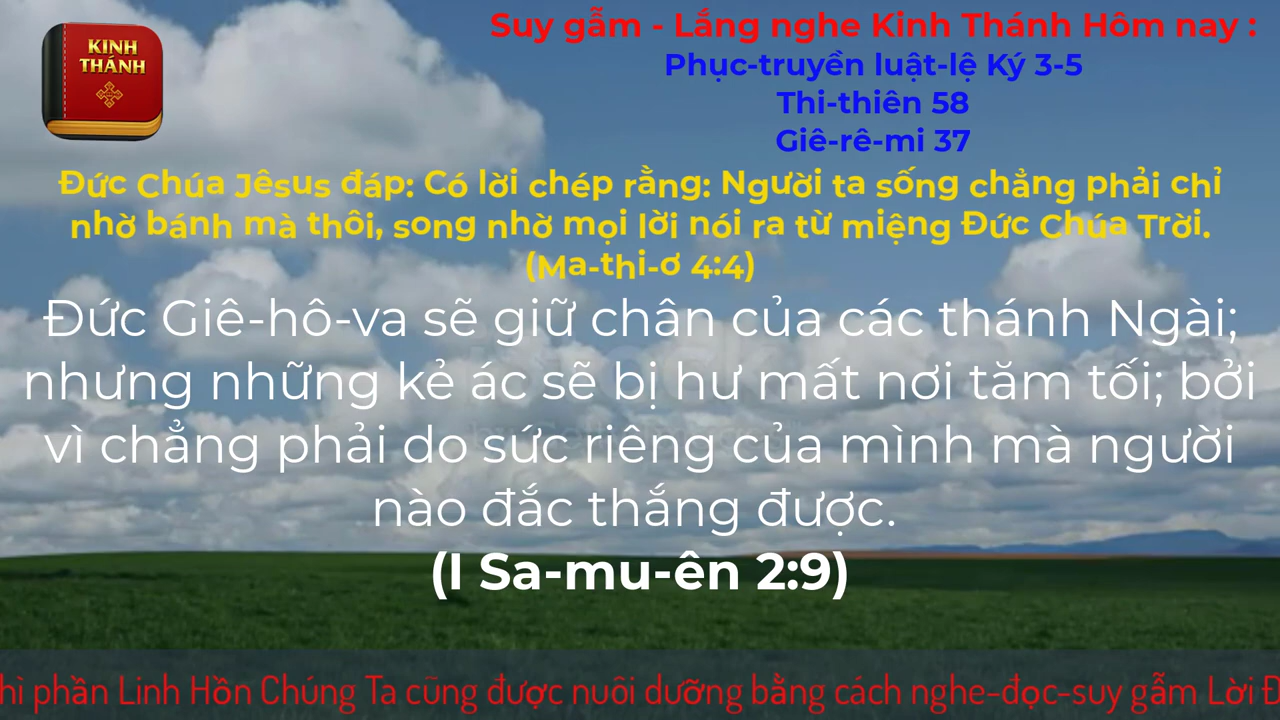 KINH
THÁNH
Suy gẫm - Lắng nghe Kinh Thánh Hôm nay :
Phục-truyền luật-lệ Ký 3-5
Thi-thiên 58
Giê-rê-mi 37
Đức Chúa Jêsus đáp: Có lời chép rằng: Người ta sống chẳng phải chỉ
nhờ bánh mà thôi, song nhờ mọi lời nói ra từ miệng Đức Chúa Trời.
(Ma-thi-ơ 4:4)
Đức Giê-hô-va sẽ giữ chân của các thánh Ngài;
nhưng những kẻ ác sẽ bị hư mất nơi tăm tối; bởi
vì chẳng phải do sức riêng của mình mà người
nào đắc thắng được.
(I Sa-mu-ên 2:9)
hì phần Linh Hồn Chúng Ta cũng được nuôi dưỡng bằng cách nghe-đọc-suy gẫm Lời Đ